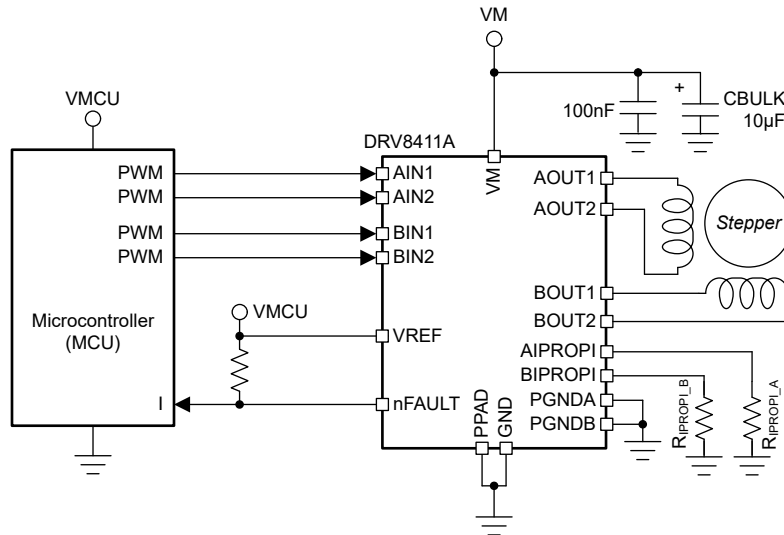 VM
VMCU
100nF
+
CBULK
10µF
DRV8411A
VM
PWM
PWM
PWM
PWM
AIN1
AIN2
BIN1
BIN2
AOUT1
AOUT2
Stepper
BOUT1
BOUT2
Microcontroller
(MCU)
VMCU
VREF
I
nFAULT
AIPROPI
BIPROPI
PGNDA
PGNDB
PPAD
GND
RIPROPI_B
RIPROPI_A